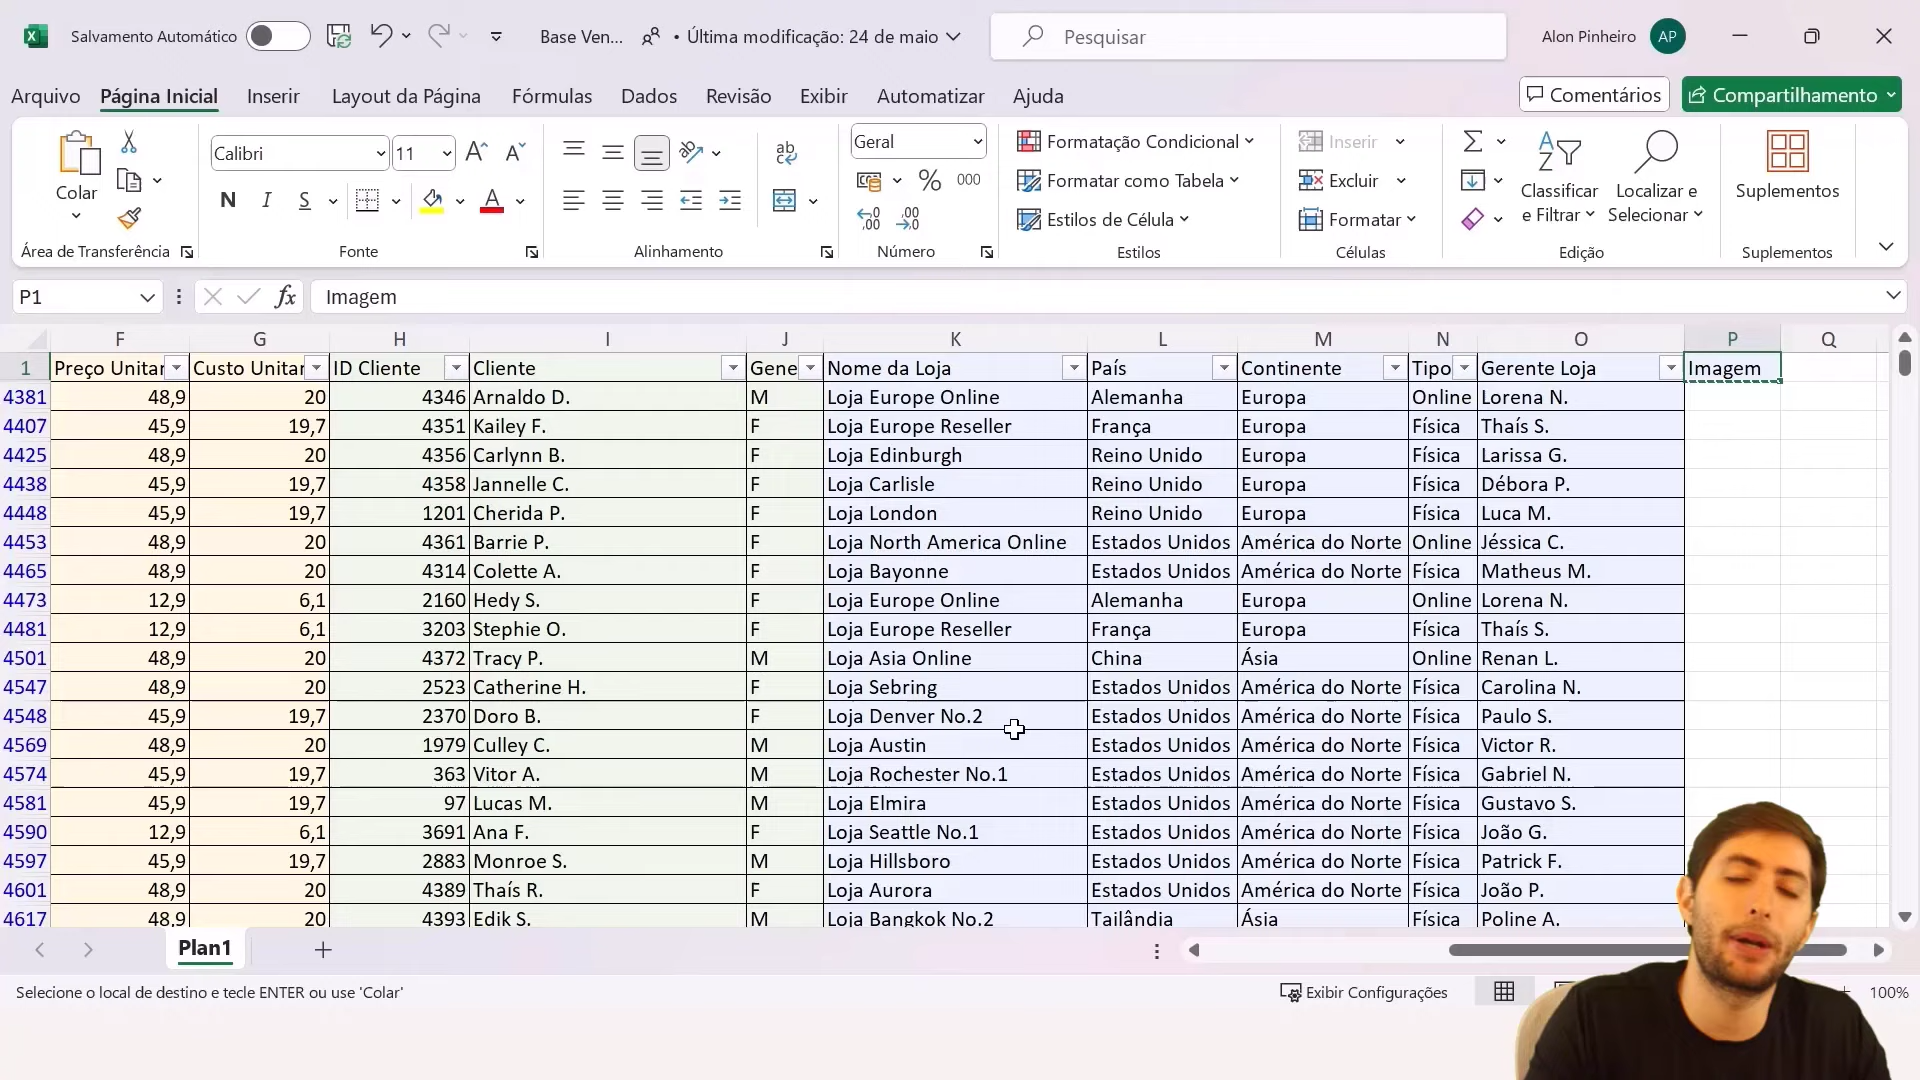 Salvamento Automático Base Ven... • Última modificação: 24 de maio Pesquisar Alon Pinheiro AP
Arquivo Página Inicial Inserir Layout da Página Fórmulas Dados Revisão Exibir Automatizar Ajuda Comentários Compartilhamento
Colar
Área de Transferência
Calibri 11
N I S A
Fonte
ab
Alinhamento
Geral
% 000
Número
Formatação Condicional
Formatar como Tabela
Estilos de Célula
Estilos
Inserir
Excluir
Formatar
Células
Classificar e Filtrar
Localizar e Selecionar
Edição
Suplementos
Suplementos
P1 fx Imagem
F G H I J K L M N O P Q
1 Preço Unitar Custo Unitar ID Cliente Cliente Gene Nome da Loja País Continente Tipo Gerente Loja Imagem
4381 48,9 20 4346 Arnaldo D. M Loja Europe Online Alemanha Europa Online Lorena N.
4407 45,9 19,7 4351 Kailey F. F Loja Europe Reseller França Europa Física Thaís S.
4425 48,9 20 4356 Carlynn B. F Loja Edinburgh Reino Unido Europa Física Larissa G.
4438 45,9 19,7 4358 Jannelle C. F Loja Carlisle Reino Unido Europa Física Débora P.
4448 45,9 19,7 1201 Cherida P. F Loja London Reino Unido Europa Física Luca M.
4453 48,9 20 4361 Barrie P. F Loja North America Online Estados Unidos América do Norte Online Jéssica C.
4465 48,9 20 4314 Colette A. F Loja Bayonne Estados Unidos América do Norte Física Matheus M.
4473 12,9 6,1 2160 Hedy S. F Loja Europe Online Alemanha Europa Online Lorena N.
4481 12,9 6,1 3203 Stephie O. F Loja Europe Reseller França Europa Física Thaís S.
4501 48,9 20 4372 Tracy P. M Loja Asia Online China Ásia Online Renan L.
4547 48,9 20 2523 Catherine H. F Loja Sebring Estados Unidos América do Norte Física Carolina N.
4548 45,9 19,7 2370 Doro B. F Loja Denver No.2 Estados Unidos América do Norte Física Paulo S.
4569 48,9 20 1979 Culley C. M Loja Austin Estados Unidos América do Norte Física Victor R.
4574 45,9 19,7 363 Vitor A. M Loja Rochester No.1 Estados Unidos América do Norte Física Gabriel N.
4581 45,9 19,7 97 Lucas M. M Loja Elmira Estados Unidos América do Norte Física Gustavo S.
4590 12,9 6,1 3691 Ana F. F Loja Seattle No.1 Estados Unidos América do Norte Física João G.
4597 45,9 19,7 2883 Monroe S. M Loja Hillsboro Estados Unidos América do Norte Física Patrick F.
4601 48,9 20 4389 Thaís R. F Loja Aurora Estados Unidos América do Norte Física João P.
4617 48,9 20 4393 Edik S. M Loja Bangkok No.2 Tailândia Ásia Física Poline A.
Plan1
Selecione o local de destino e tecle ENTER ou use 'Colar' Exibir Configurações 100%